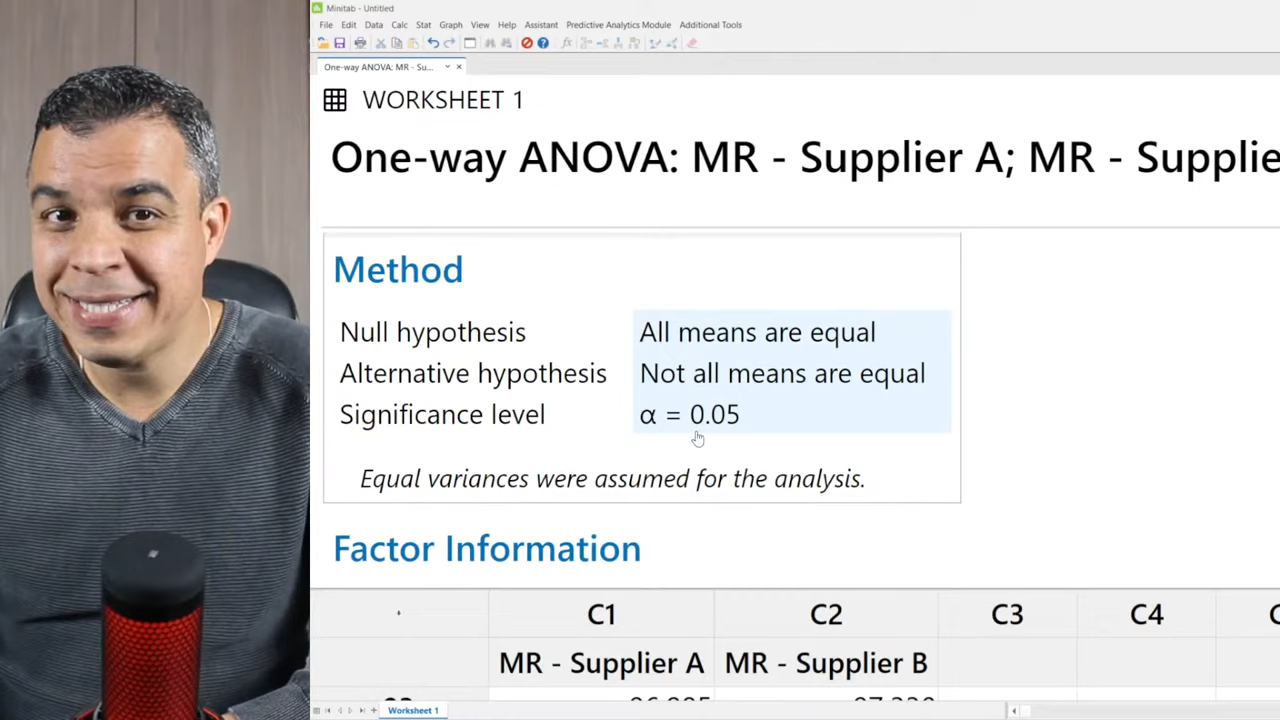 Minitab - Untitled
File Edit Data Calc Stat Graph View Help Assistant Predictive Analytics Module Additional Tools
One-way ANOVA: MR - Su...
WORKSHEET 1
One-way ANOVA: MR - Supplier A; MR - Supplie
Method
Null hypothesis All means are equal
Alternative hypothesis Not all means are equal
Significance level α = 0.05
Equal variances were assumed for the analysis.
Factor Information
C1 C2 C3 C4
MR - Supplier A MR - Supplier B
Worksheet 1